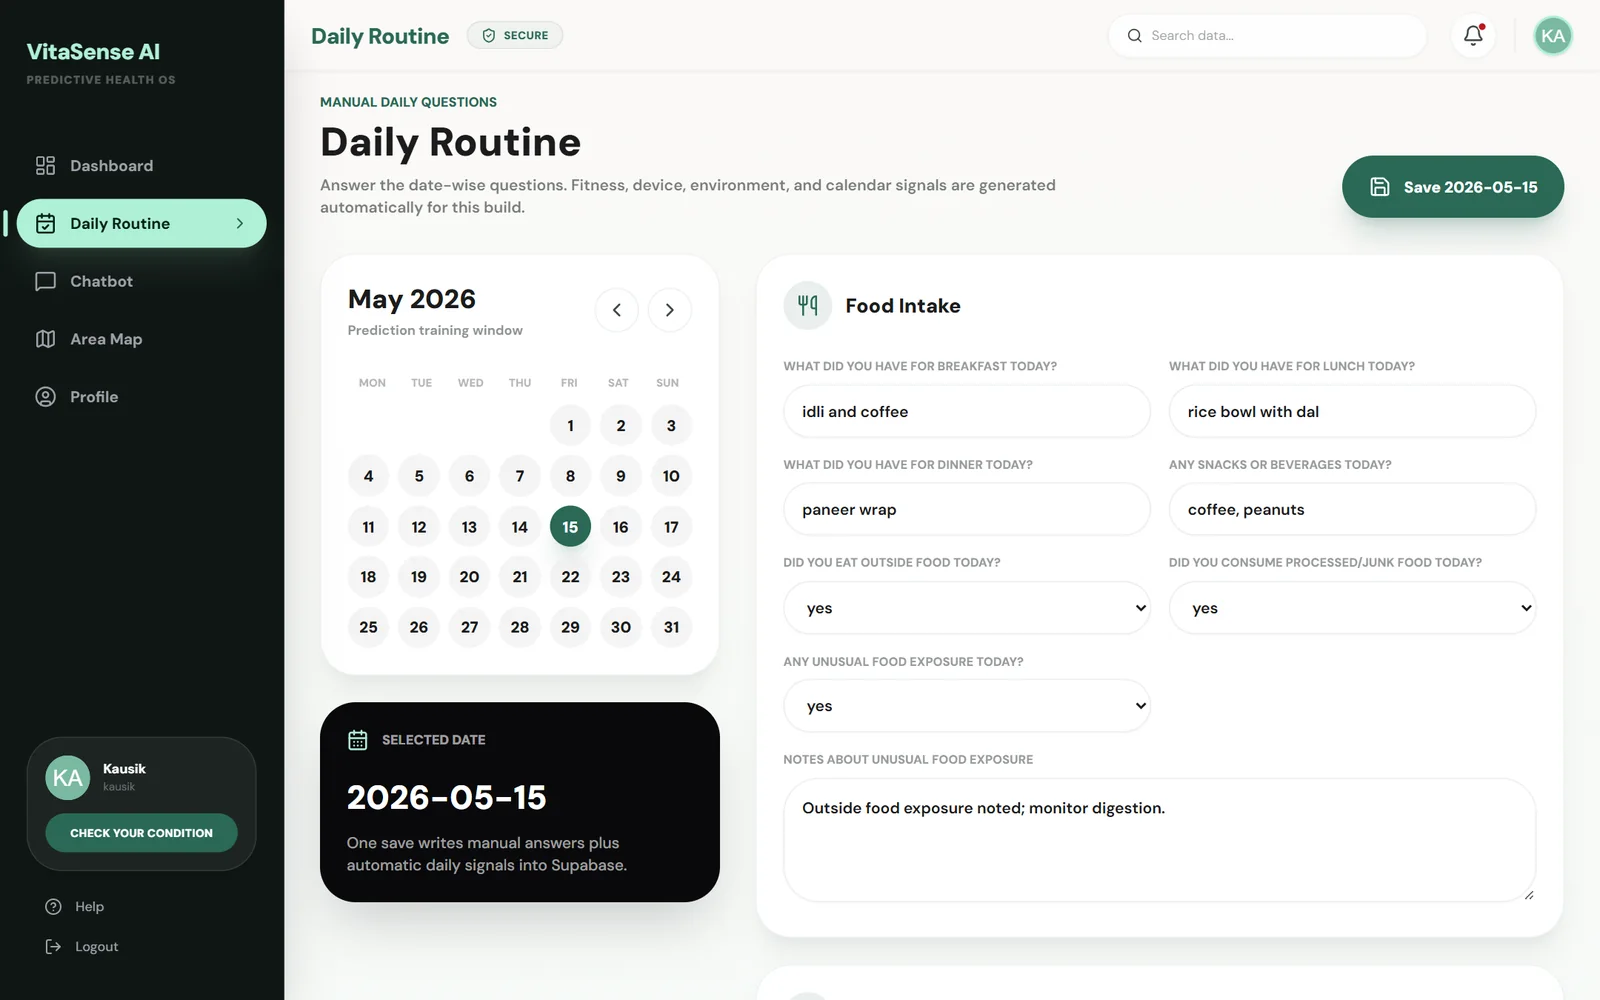 VitaSense AI
PREDICTIVE HEALTH OS
Dashboard
Daily Routine
Chatbot
Area Map
Profile
KA
Kausik
kausik
CHECK YOUR CONDITION
Help
Logout
Daily Routine
SECURE
Search data...
KA
MANUAL DAILY QUESTIONS
Daily Routine
Answer the date-wise questions. Fitness, device, environment, and calendar signals are generated
automatically for this build.
Save 2026-05-15
May 2026
Prediction training window
MON TUE WED THU FRI SAT SUN
1 2 3
4 5 6 7 8 9 10
11 12 13 14 15 16 17
18 19 20 21 22 23 24
25 26 27 28 29 30 31
SELECTED DATE
2026-05-15
One save writes manual answers plus
automatic daily signals into Supabase.
Food Intake
WHAT DID YOU HAVE FOR BREAKFAST TODAY?
idli and coffee
WHAT DID YOU HAVE FOR LUNCH TODAY?
rice bowl with dal
WHAT DID YOU HAVE FOR DINNER TODAY?
paneer wrap
ANY SNACKS OR BEVERAGES TODAY?
coffee, peanuts
DID YOU EAT OUTSIDE FOOD TODAY?
yes
DID YOU CONSUME PROCESSED/JUNK FOOD TODAY?
yes
ANY UNUSUAL FOOD EXPOSURE TODAY?
yes
NOTES ABOUT UNUSUAL FOOD EXPOSURE
Outside food exposure noted; monitor digestion.